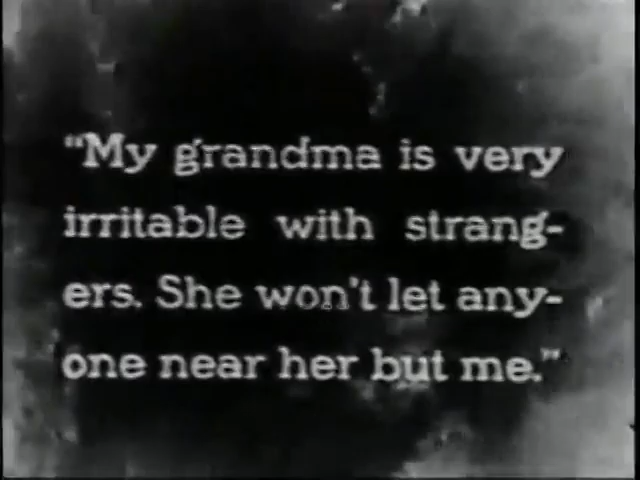 "My grandma is very
irritable with strang-
ers. She won't let any-
one near her but me."